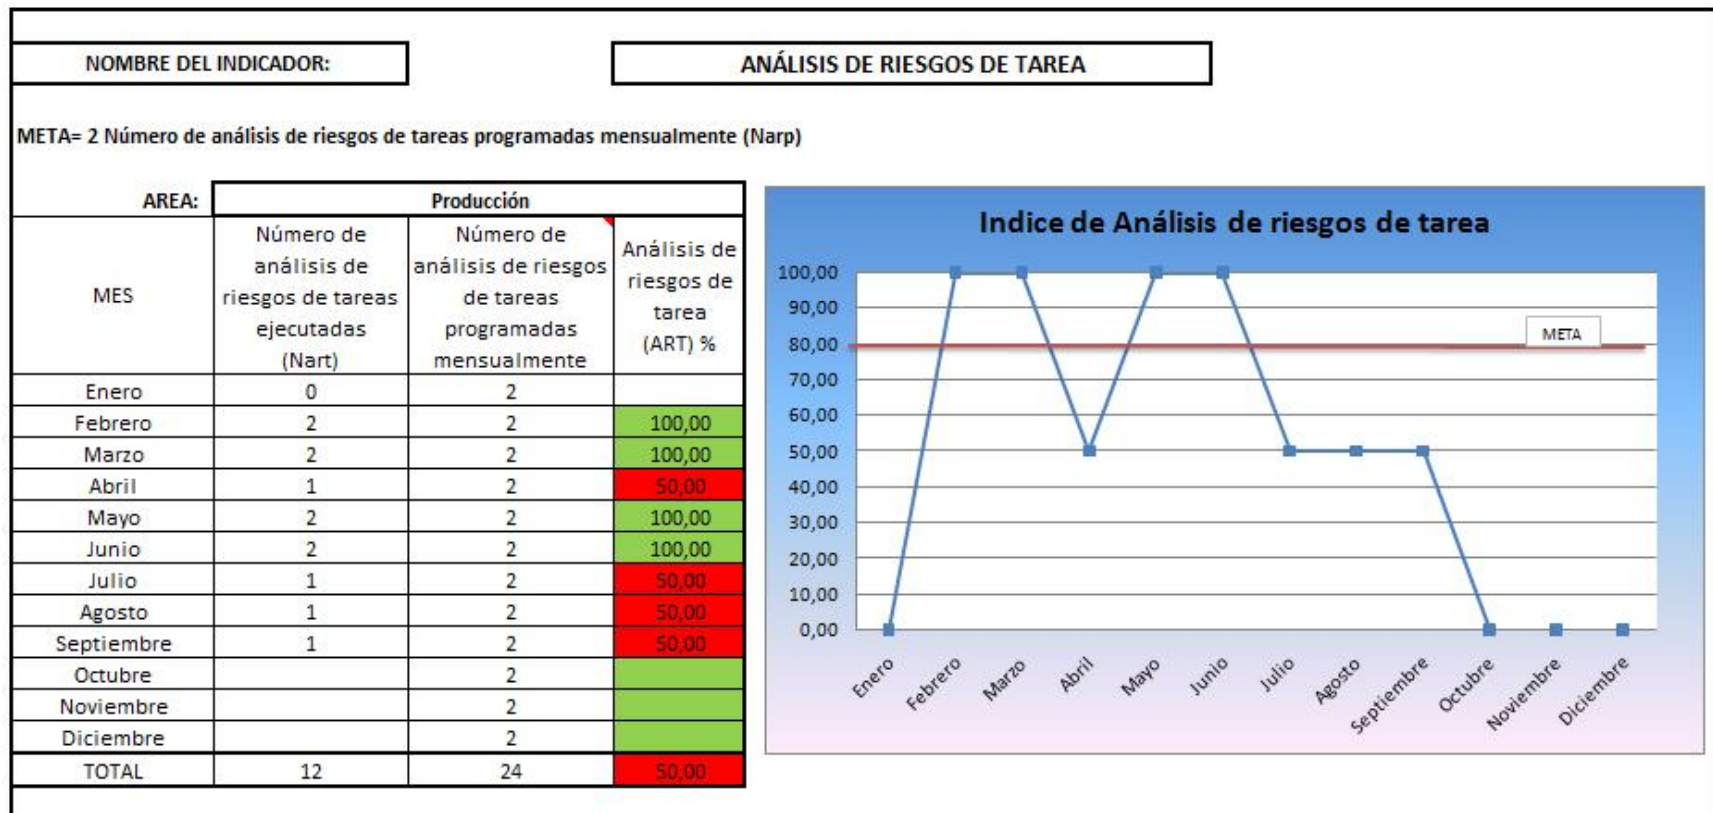 NOMBRE DEL INDICADOR:
ANÁLISIS DE RIESGOS DE TAREA
META= 2 Número de análisis de riesgos de tareas programadas mensualmente (Narp)
AREA:
Producción
MES
Número de
análisis de
riesgos de tareas
ejecutadas
(Nart)
Número de
análisis de riesgos
de tareas
programadas
mensualmente
Análisis de
riesgos de
tarea
(ART) %
Enero 0 2
Febrero 2 2 100,00
Marzo 2 2 100,00
Abril 1 2 50,00
Mayo 2 2 100,00
Junio 2 2 100,00
Julio 1 2 50,00
Agosto 1 2 50,00
Septiembre 1 2 50,00
Octubre 2
Noviembre 2
Diciembre 2
TOTAL 12 24 50,00
Indice de Análisis de riesgos de tarea
100,00
90,00
80,00
70,00
60,00
50,00
40,00
30,00
20,00
10,00
0,00
META
Enero
Febrero
Marzo
Abril
Mayo
Junio
Julio
Agosto
Septiembre
Octubre
Noviembre
Diciembre